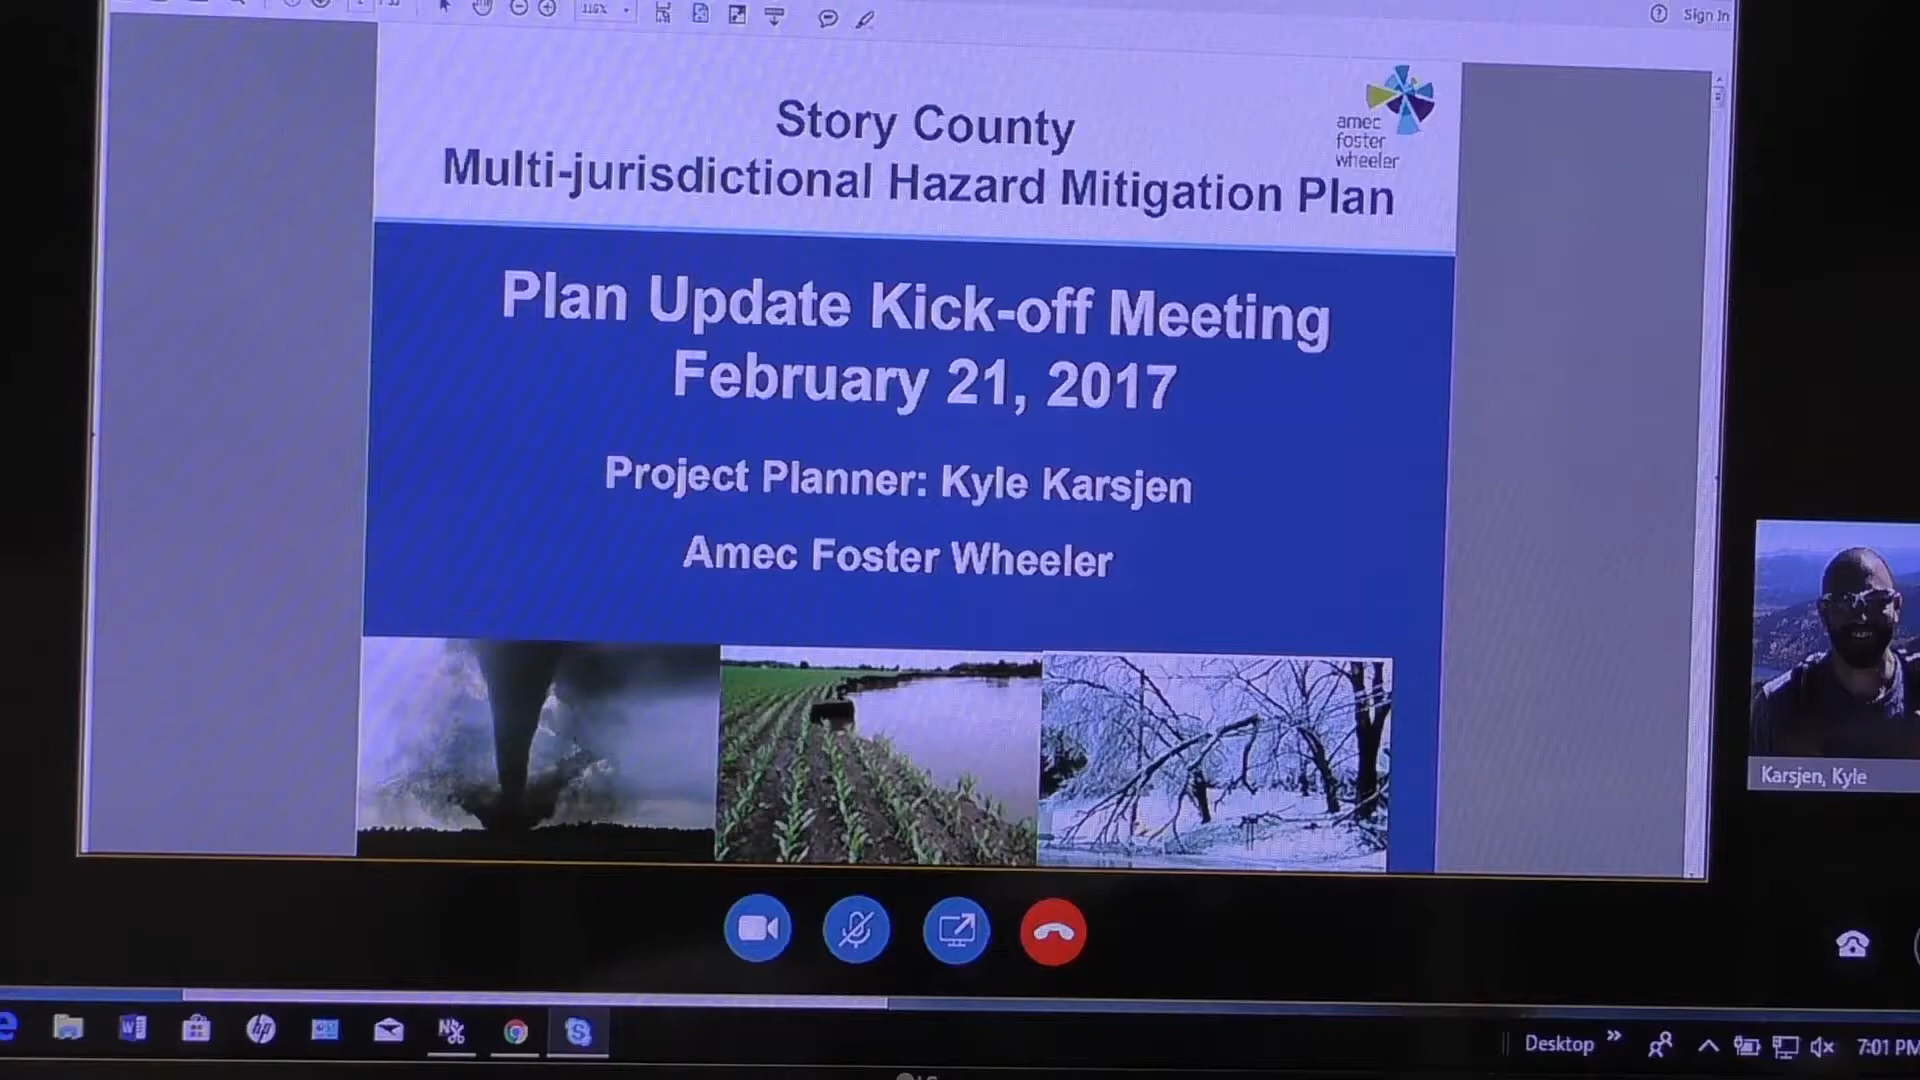 116%
Sign In
Story County
Multi-jurisdictional Hazard Mitigation Plan
amec
foster
wheeler
Plan Update Kick-off Meeting
February 21, 2017
Project Planner: Kyle Karsjen
Amec Foster Wheeler
Karsjen, Kyle
Desktop
7:01 PM